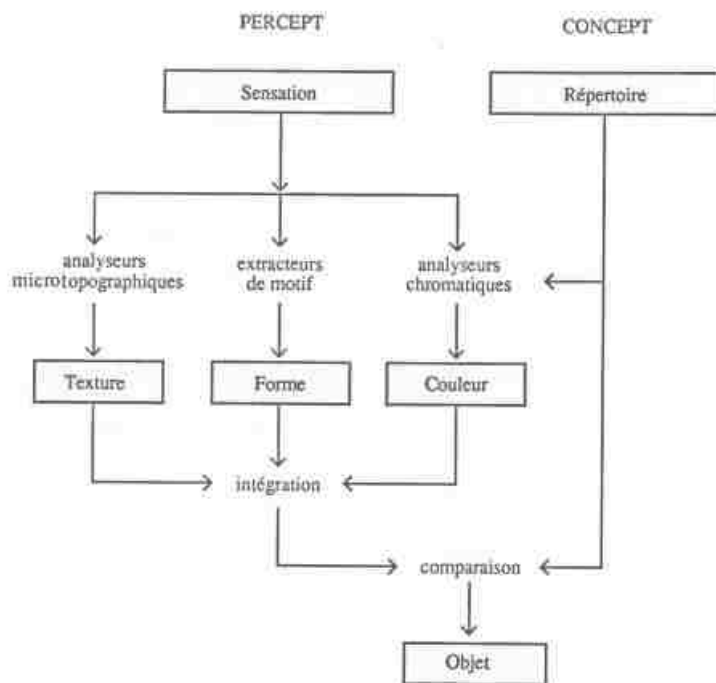 PERCEPT
CONCEPT
Sensation
Répertoire
analyseurs
microtopographiques
extracteurs
de motif
analyseurs
chromatiques
Texture
Forme
Couleur
intégration
comparaison
Objet